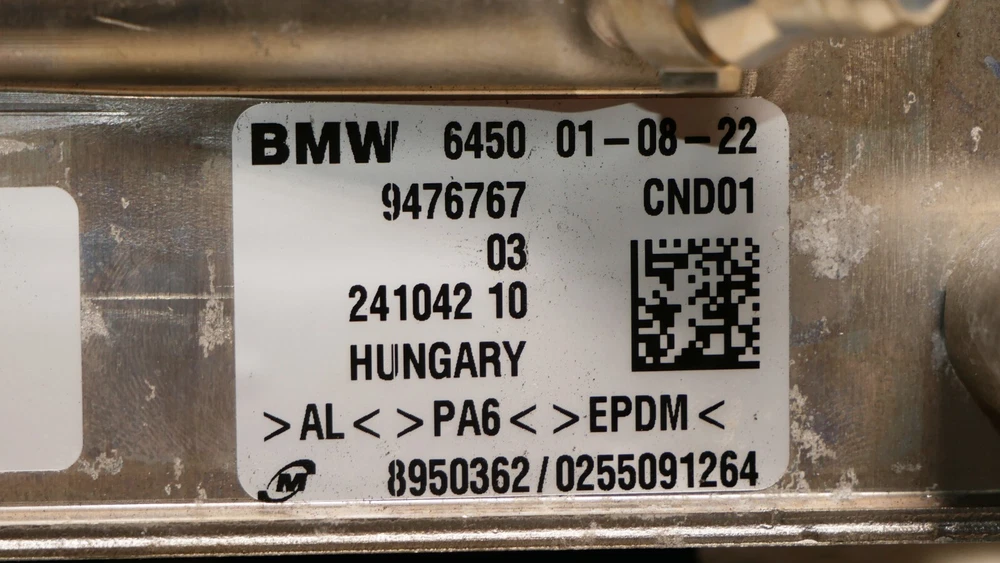 BMW 6450 01-08-22
9476767 CND01
03
241042 10
HUNGARY
>AL< >PA6< >EPDM<
M 8950362/0255091264